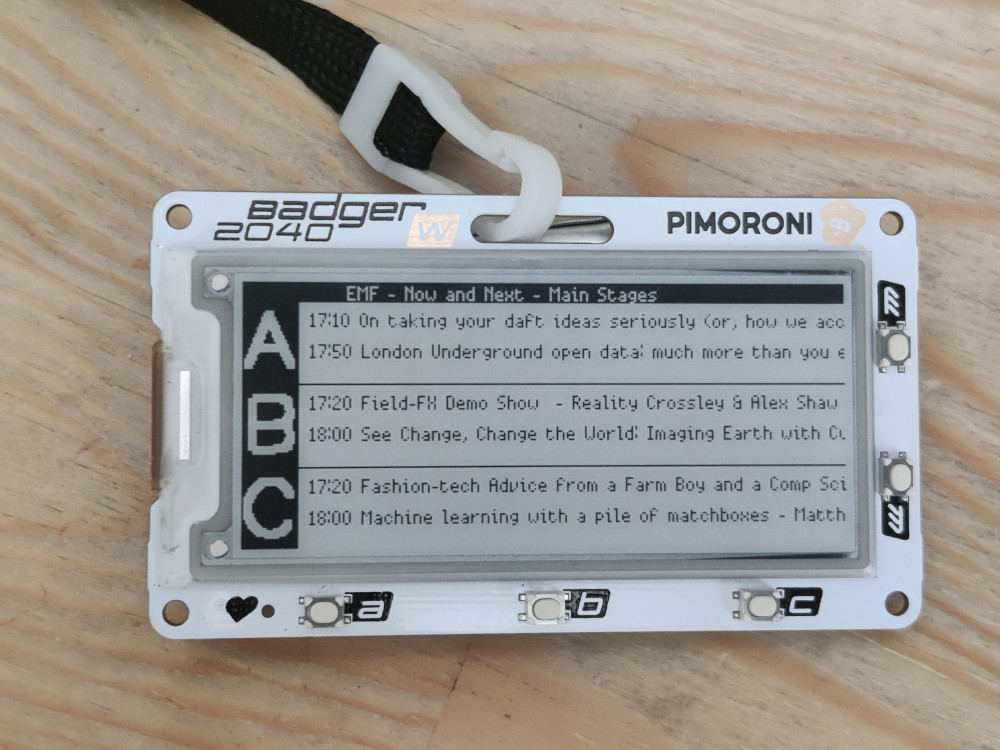 Badger
2040 W
PIMORONI
EMF - Now and Next - Main Stages
A
17:10 On taking your daft ideas seriously (or, how we acc
17:50 London Underground open data: much more than you e
B
17:20 Field-FX Demo Show - Reality Crossley & Alex Shaw
18:00 See Change, Change the World: Imaging Earth with Cu
C
17:20 Fashion-tech Advice from a Farm Boy and a Comp Sci
18:00 Machine learning with a pile of matchboxes - Matth
a
b
c